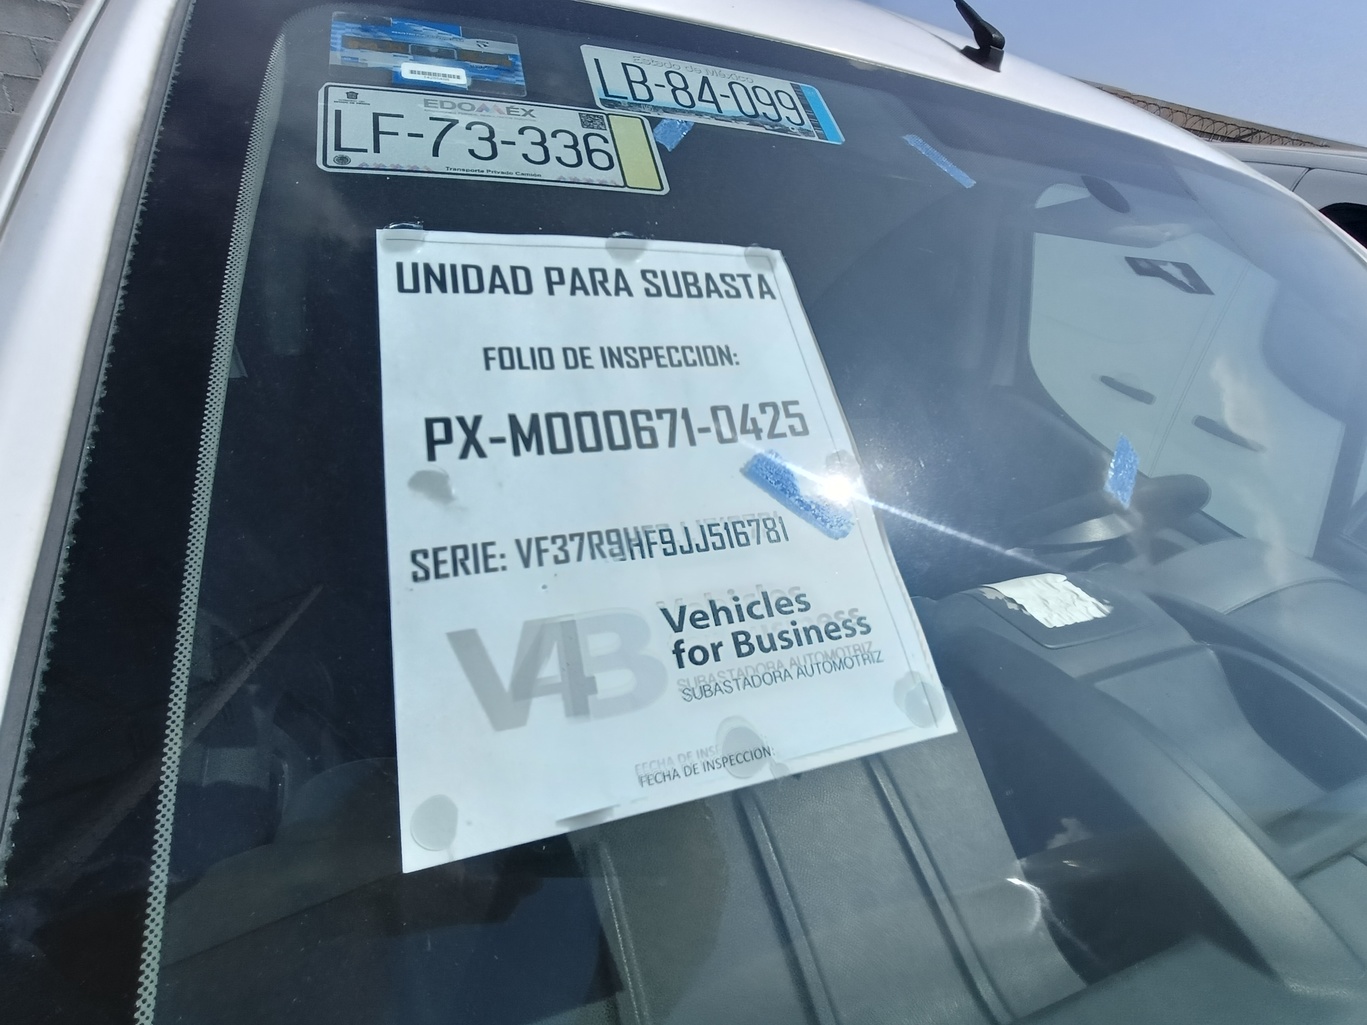 Estado de México
LB-84-099
EDOMÉX
LF-73-336
Transporte Privado Camión
UNIDAD PARA SUBASTA
FOLIO DE INSPECCION:
PX-M000671-0425
SERIE: VF37R9HF9JJ516781
V4B
Vehicles
for Business
SUBASTADORA AUTOMOTRIZ
FECHA DE INSPECCION: